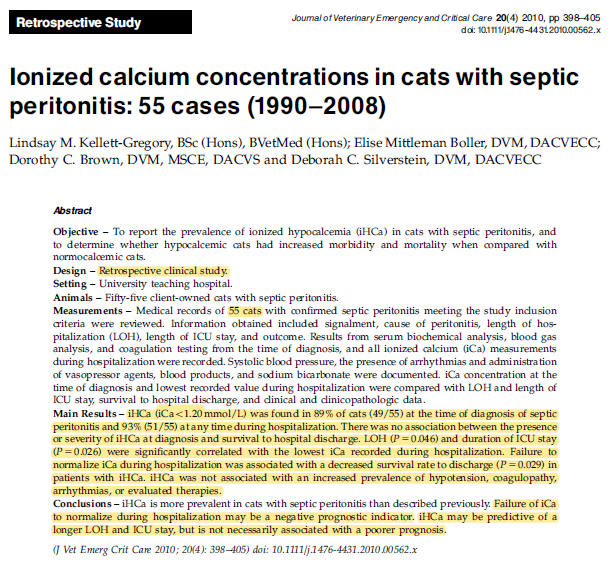 Retrospective Study
Journal of Veterinary Emergency and Critical Care 20(4) 2010, pp 398–405
doi: 10.1111/j.1476-4431.2010.00562.x
Ionized calcium concentrations in cats with septic
peritonitis: 55 cases (1990–2008)
Lindsay M. Kellett-Gregory, BSc (Hons), BVetMed (Hons); Elise Mittleman Boller, DVM, DACVECC;
Dorothy C. Brown, DVM, MSCE, DACVS and Deborah C. Silverstein, DVM, DACVECC
Abstract
Objective – To report the prevalence of ionized hypocalcemia (iHCa) in cats with septic peritonitis, and
to determine whether hypocalcemic cats had increased morbidity and mortality when compared with
normocalcemic cats.
Design – Retrospective clinical study.
Setting – University teaching hospital.
Animals – Fifty-five client-owned cats with septic peritonitis.
Measurements – Medical records of 55 cats with confirmed septic peritonitis meeting the study inclusion
criteria were reviewed. Information obtained included signalment, cause of peritonitis, length of hos-
pitalization (LOH), length of ICU stay, and outcome. Results from serum biochemical analysis, blood gas
analysis, and coagulation testing from the time of diagnosis, and all ionized calcium (iCa) measurements
during hospitalization were recorded. Systolic blood pressure, the presence of arrhythmias and administration
of vasopressor agents, blood products, and sodium bicarbonate were documented. iCa concentration at the
time of diagnosis and lowest recorded value during hospitalization were compared with LOH and length of
ICU stay, survival to hospital discharge, and clinical and clinicopathologic data.
Main Results – iHCa (iCa<1.20 mmol/L) was found in 89% of cats (49/55) at the time of diagnosis of septic
peritonitis and 93% (51/55) at any time during hospitalization. There was no association between the presence
or severity of iHCa at diagnosis and survival to hospital discharge. LOH (P = 0.046) and duration of ICU stay
(P = 0.026) were significantly correlated with the lowest iCa recorded during hospitalization. Failure to
normalize iCa during hospitalization was associated with a decreased survival rate to discharge (P = 0.029) in
patients with iHCa. iHCa was not associated with an increased prevalence of hypotension, coagulopathy,
arrhythmias, or evaluated therapies.
Conclusions – iHCa is more prevalent in cats with septic peritonitis than described previously. Failure of iCa
to normalize during hospitalization may be a negative prognostic indicator. iHCa may be predictive of a
longer LOH and ICU stay, but is not necessarily associated with a poorer prognosis.
(J Vet Emerg Crit Care 2010; 20(4): 398–405) doi: 10.1111/j.1476-4431.2010.00562.x